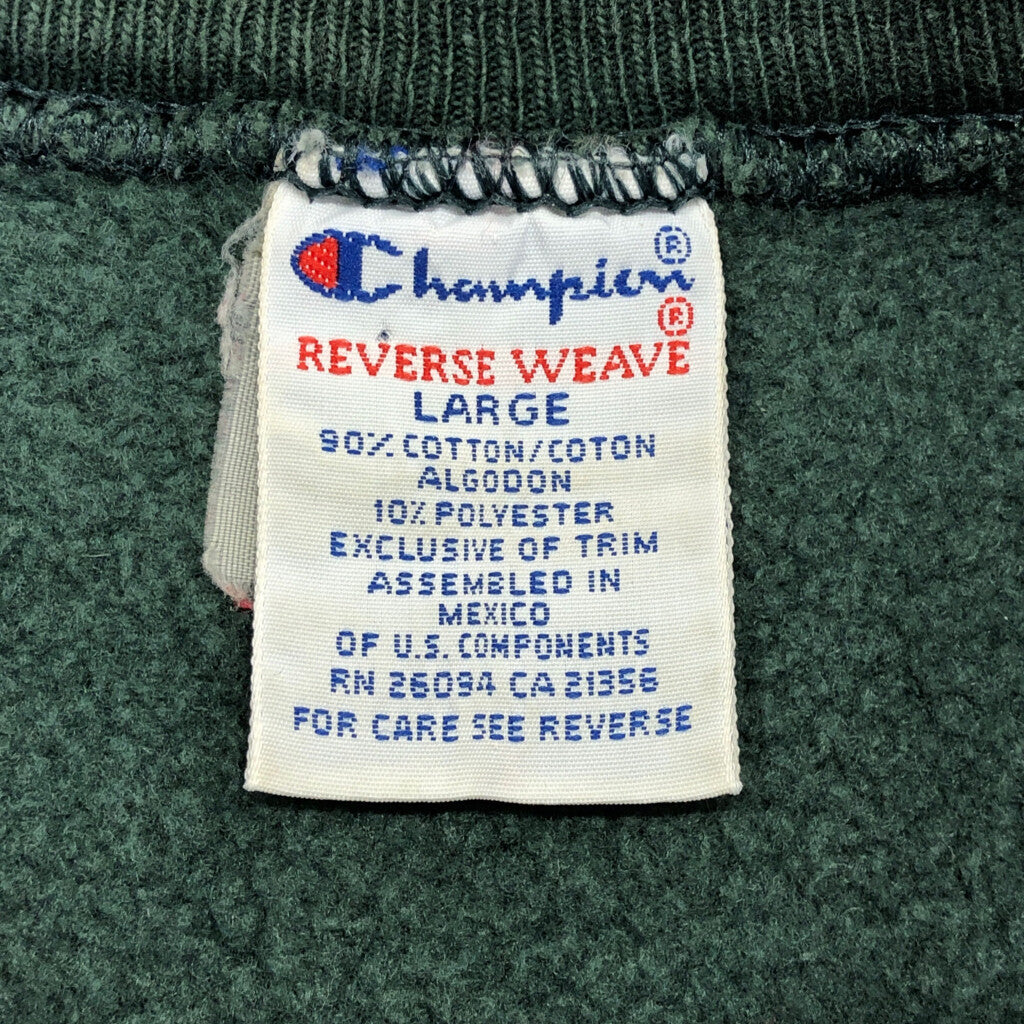 Champion®
®
REVERSE WEAVE
LARGE
90% COTTON/COTON
ALGODON
10% POLYESTER
EXCLUSIVE OF TRIM
ASSEMBLED IN
MEXICO
OF U.S. COMPONENTS
RN 26094 CA 21356
FOR CARE SEE REVERSE